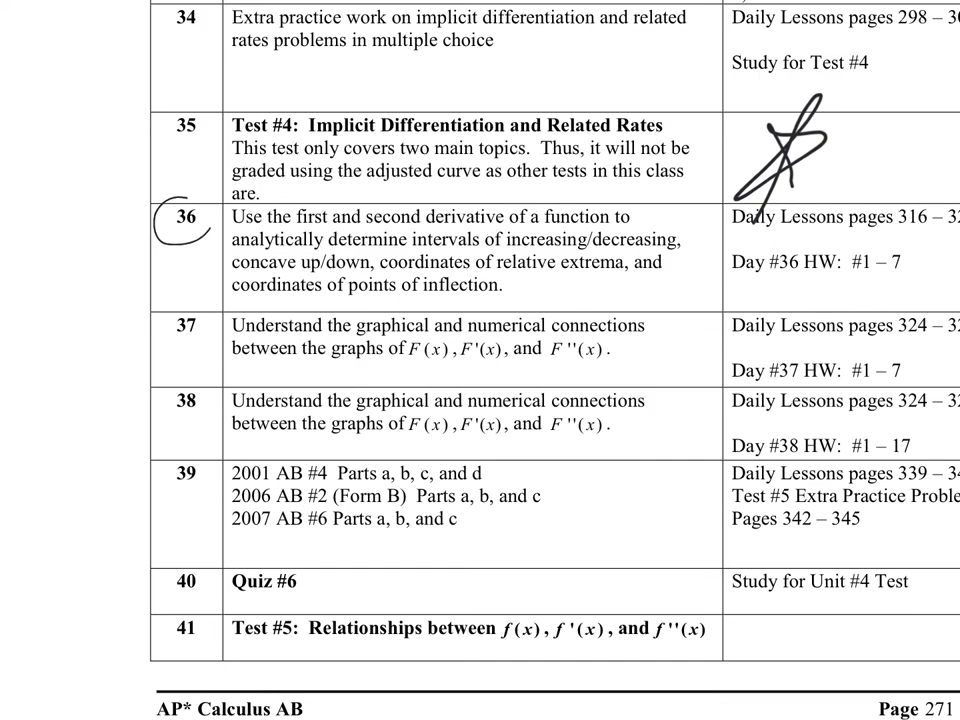 34 Extra practice work on implicit differentiation and related Daily Lessons pages 298 –
rates problems in multiple choice
Study for Test #4
35 Test #4: Implicit Differentiation and Related Rates
This test only covers two main topics. Thus, it will not be
graded using the adjusted curve as other tests in this class
are.
36 Use the first and second derivative of a function to Daily Lessons pages 316 –
analytically determine intervals of increasing/decreasing,
concave up/down, coordinates of relative extrema, and Day #36 HW: #1 – 7
coordinates of points of inflection.
37 Understand the graphical and numerical connections Daily Lessons pages 324 –
between the graphs of F(x), F'(x), and F''(x).
Day #37 HW: #1 – 7
38 Understand the graphical and numerical connections Daily Lessons pages 324 –
between the graphs of F(x), F'(x), and F''(x).
Day #38 HW: #1 – 17
39 2001 AB #4 Parts a, b, c, and d Daily Lessons pages 339 –
2006 AB #2 (Form B) Parts a, b, and c Test #5 Extra Practice
2007 AB #6 Parts a, b, and c Pages 342 – 345
40 Quiz #6 Study for Unit #4 Test
41 Test #5: Relationships between f(x), f'(x), and f''(x)
AP* Calculus AB Page 271